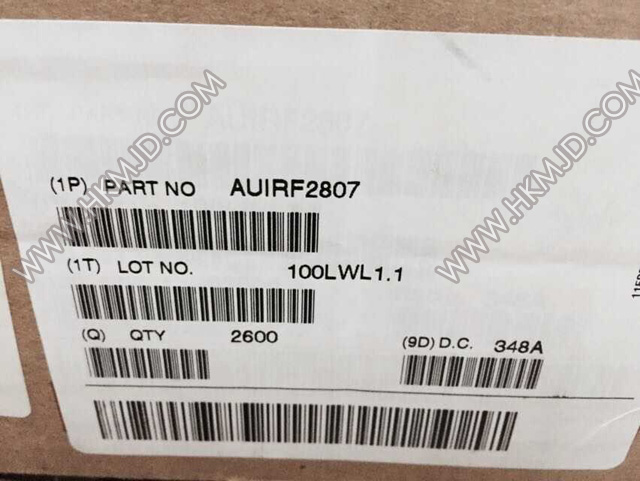 (1P) PART NO AUIRF2807
(1T) LOT NO. 100LWL1.1
(Q) QTY 2600
(9D) D.C. 348A
WWW.HKMJD.COM
WWW.HKMJD.COM